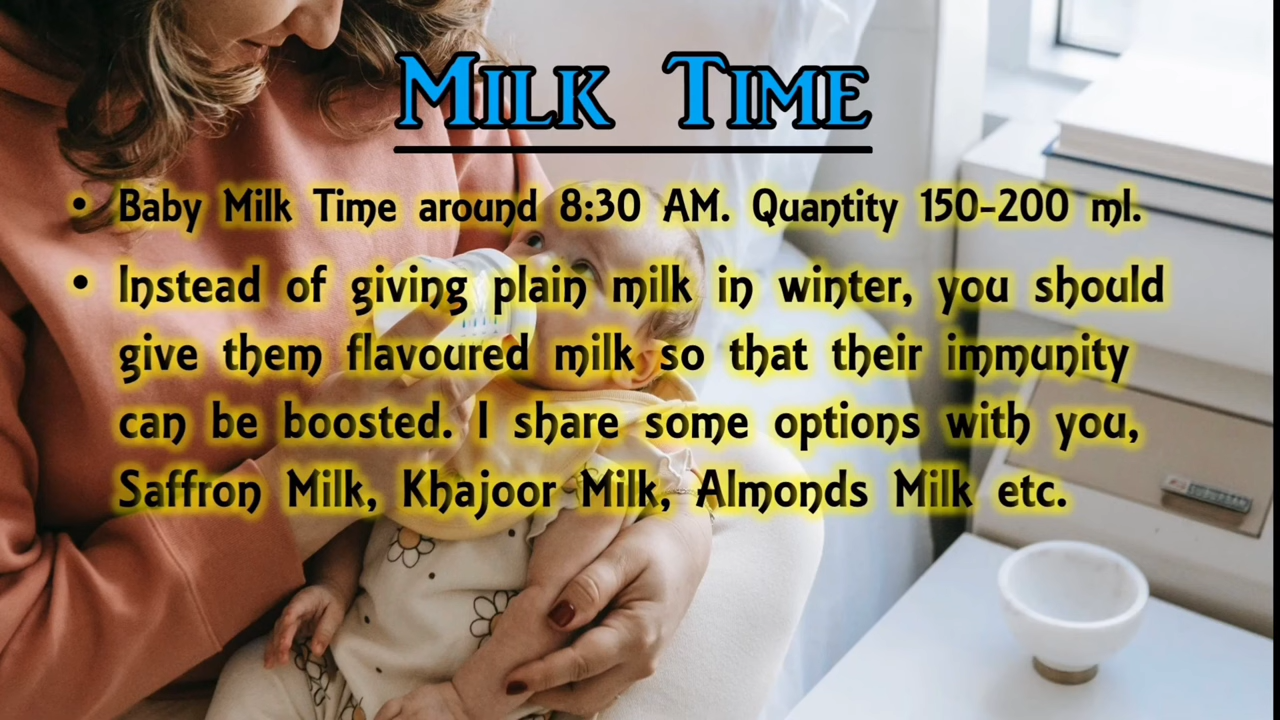 Milk Time
• Baby Milk Time around 8:30 AM. Quantity 150-200 ml.
• Instead of giving plain milk in winter, you should
give them flavoured milk so that their immunity
can be boosted. I share some options with you,
Saffron Milk, Khajoor Milk, Almonds Milk etc.